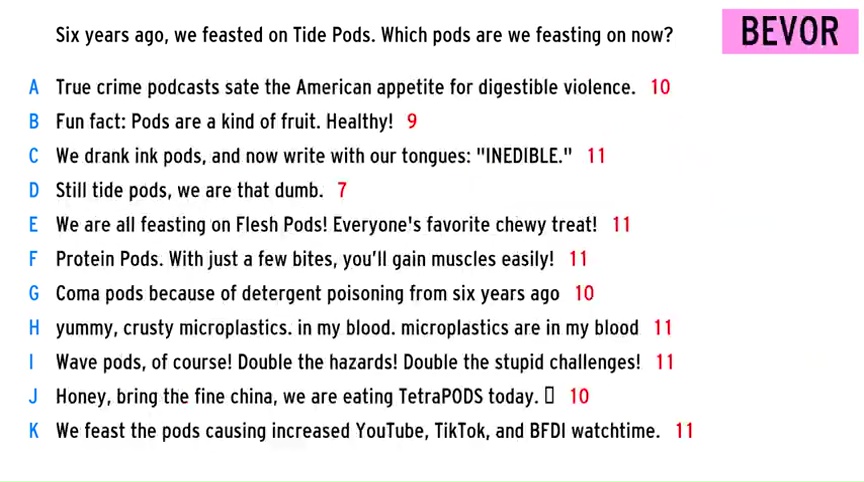 Six years ago, we feasted on Tide Pods. Which pods are we feasting on now?
BEVOR
A True crime podcasts sate the American appetite for digestible violence. 10
B Fun fact: Pods are a kind of fruit. Healthy! 9
C We drank ink pods, and now write with our tongues: "INEDIBLE." 11
D Still tide pods, we are that dumb. 7
E We are all feasting on Flesh Pods! Everyone's favorite chewy treat! 11
F Protein Pods. With just a few bites, you’ll gain muscles easily! 11
G Coma pods because of detergent poisoning from six years ago 10
H yummy, crusty microplastics. in my blood. microplastics are in my blood 11
I Wave pods, of course! Double the hazards! Double the stupid challenges! 11
J Honey, bring the fine china, we are eating TetraPODS today. 10
K We feast the pods causing increased YouTube, TikTok, and BFDI watchtime. 11